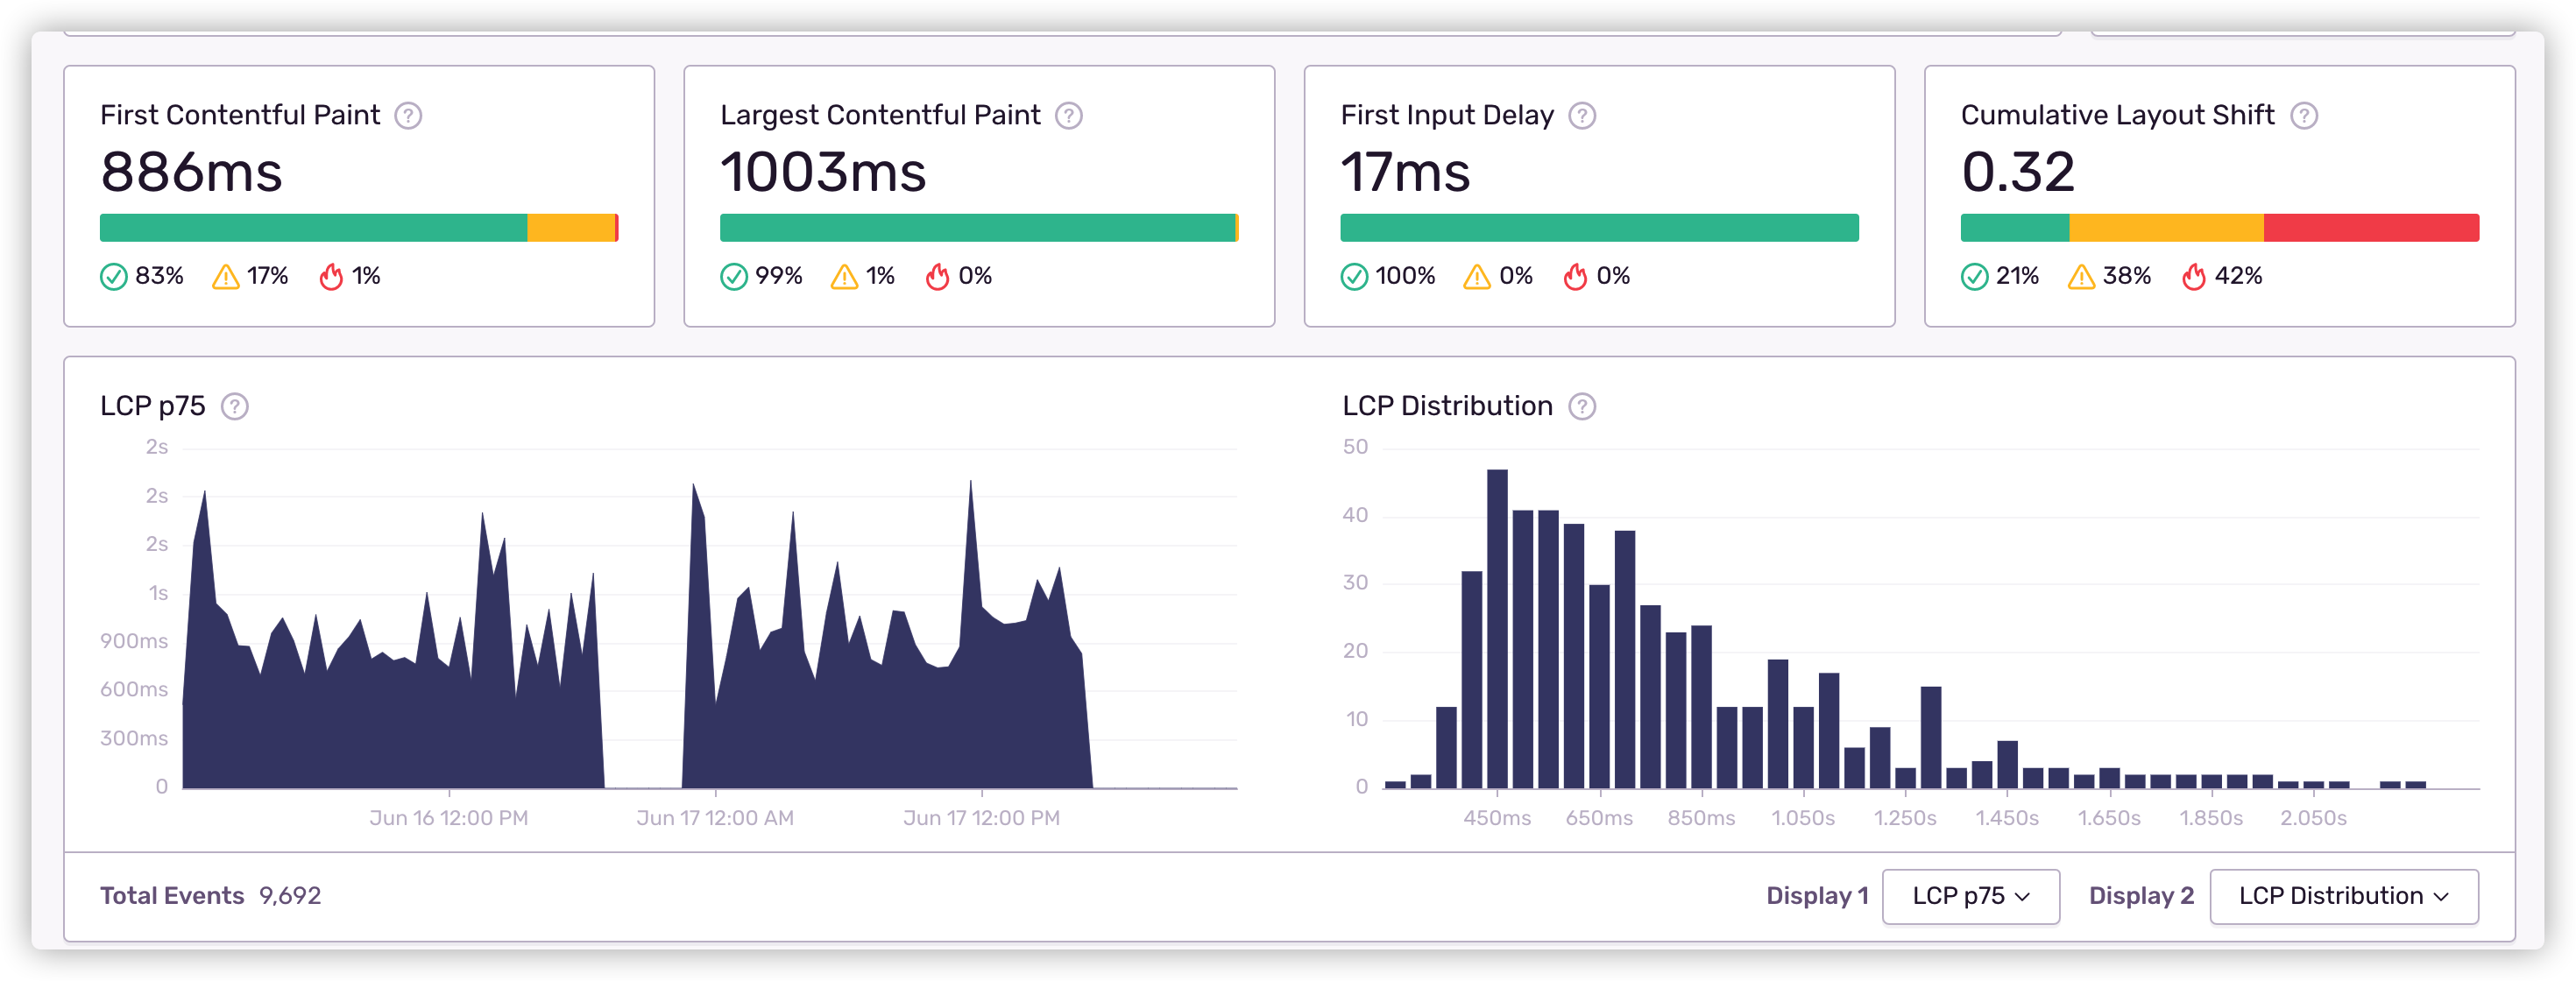 First Contentful Paint ?
886ms
83% 17% 1%
Largest Contentful Paint ?
1003ms
99% 1% 0%
First Input Delay ?
17ms
100% 0% 0%
Cumulative Layout Shift ?
0.32
21% 38% 42%
LCP p75 ?
2s
2s
2s
1s
900ms
600ms
300ms
0
Jun 16 12:00 PM Jun 17 12:00 AM Jun 17 12:00 PM
LCP Distribution ?
50
40
30
20
10
0
450ms 650ms 850ms 1.050s 1.250s 1.450s 1.650s 1.850s 2.050s
Total Events 9,692
Display 1 LCP p75 Display 2 LCP Distribution